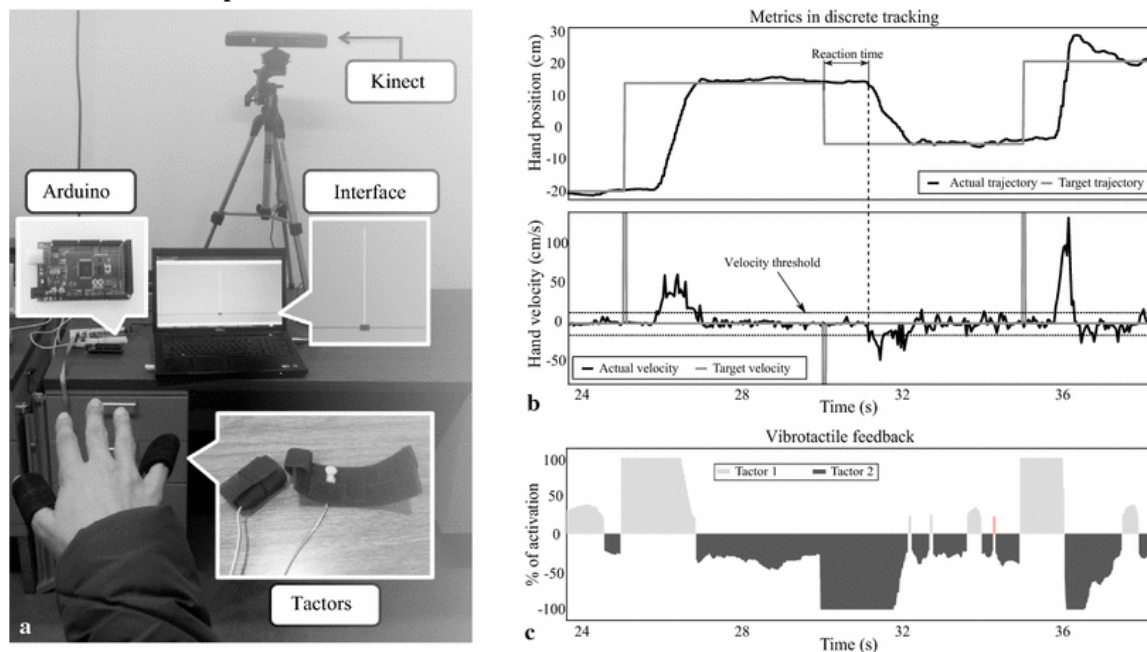 Kinect
Arduino
Interface
Tactors
a
Metrics in discrete tracking
Hand position (cm)
30
20
10
0
-10
-20
Reaction time
Actual trajectory
Target trajectory
Hand velocity (cm/s)
100
50
0
-50
Velocity threshold
Actual velocity
Target velocity
24
28
32
36
b
Time (s)
Vibrotactile feedback
% of activation
100
50
0
-50
-100
Tactor 1
Tactor 2
24
28
32
36
c
Time (s)